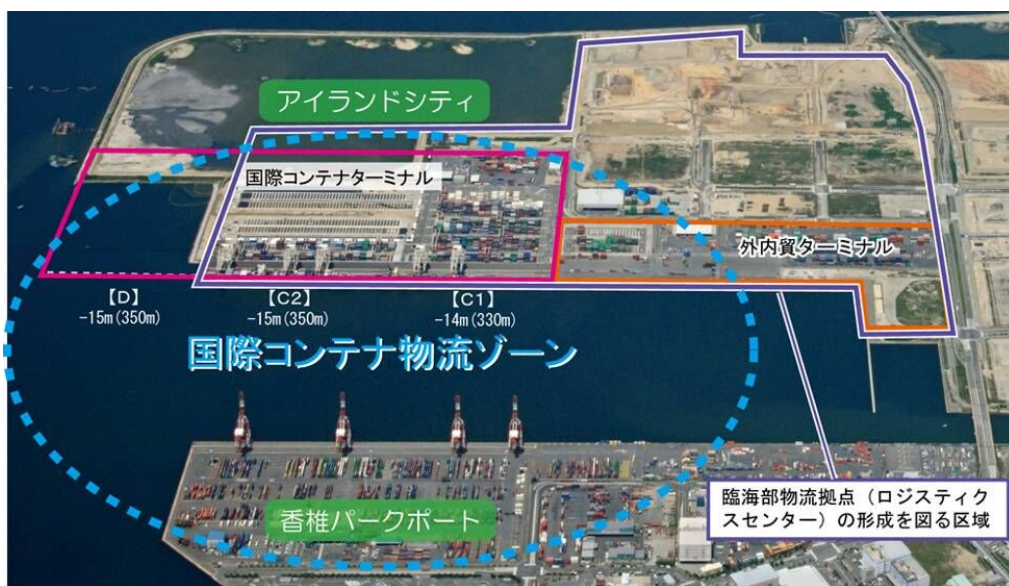 アイランドシティ
国際コンテナターミナル
外内貿ターミナル
【D】
-15m(350m)
【C2】
-15m(350m)
【C1】
-14m(330m)
国際コンテナ物流ゾーン
臨海部物流拠点（ロジスティク
スセンター）の形成を図る区域
香椎パークポート